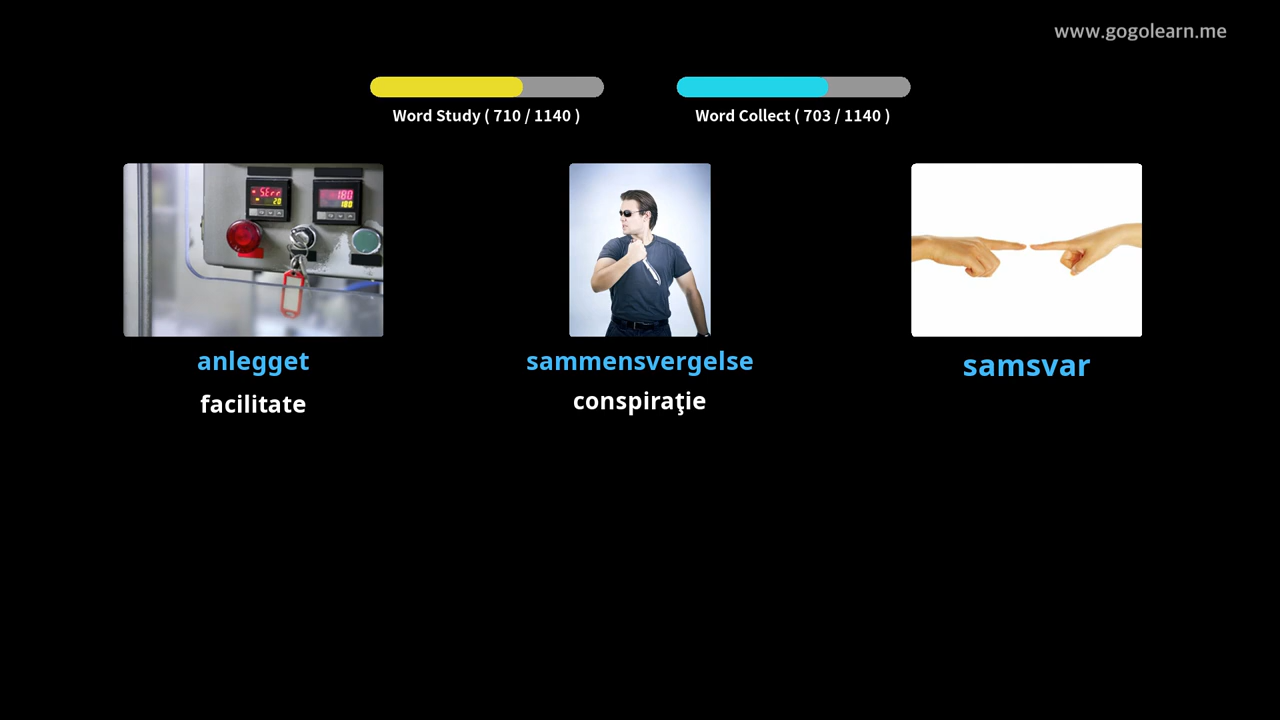 www.gogolearn.me
Word Study ( 710 / 1140 )
Word Collect ( 703 / 1140 )
anlegget
sammensvergelse
samsvar
facilitate
conspiraţie